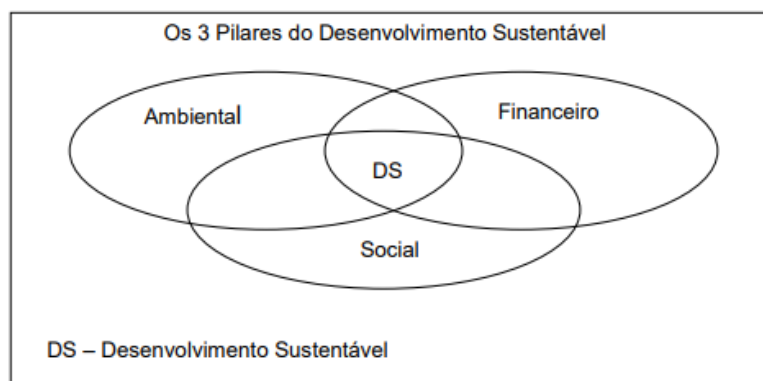 Os 3 Pilares do Desenvolvimento Sustentável
Ambiental
Financeiro
DS
Social
DS – Desenvolvimento Sustentável